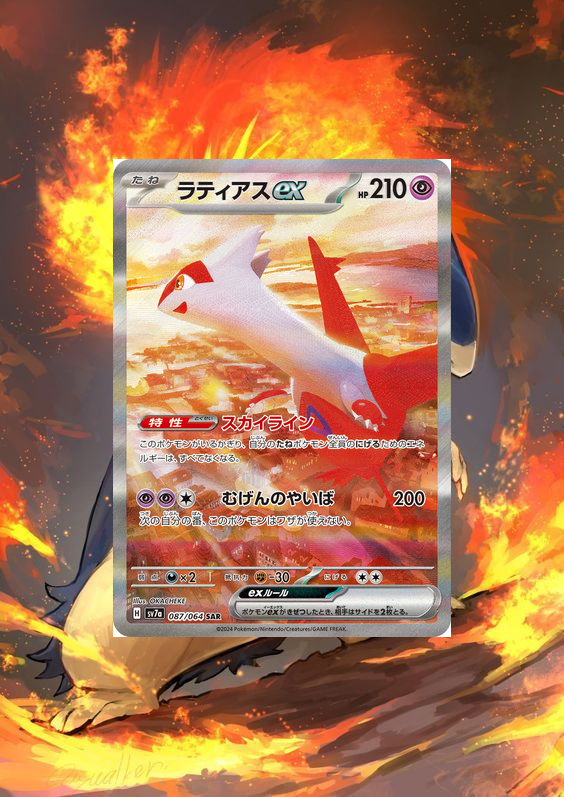 たね ラティアスex HP 210
特性 とくせい スカイライン
このポケモンがいるかぎり、自分のたねポケモン全員のにげるためのエネ
ルギーは、すべてなくなる。
むげんのやいば 200
次の自分の番、このポケモンはワザが使えない。
弱点 ×2 抵抗力 -30 にげる
exルール
ポケモンexがきぜつしたとき、相手はサイドを2枚とる。
Illus. OKACHEKE
H sv7a 087/064 SAR
©2024 Pokémon/Nintendo/Creatures/GAME FREAK.